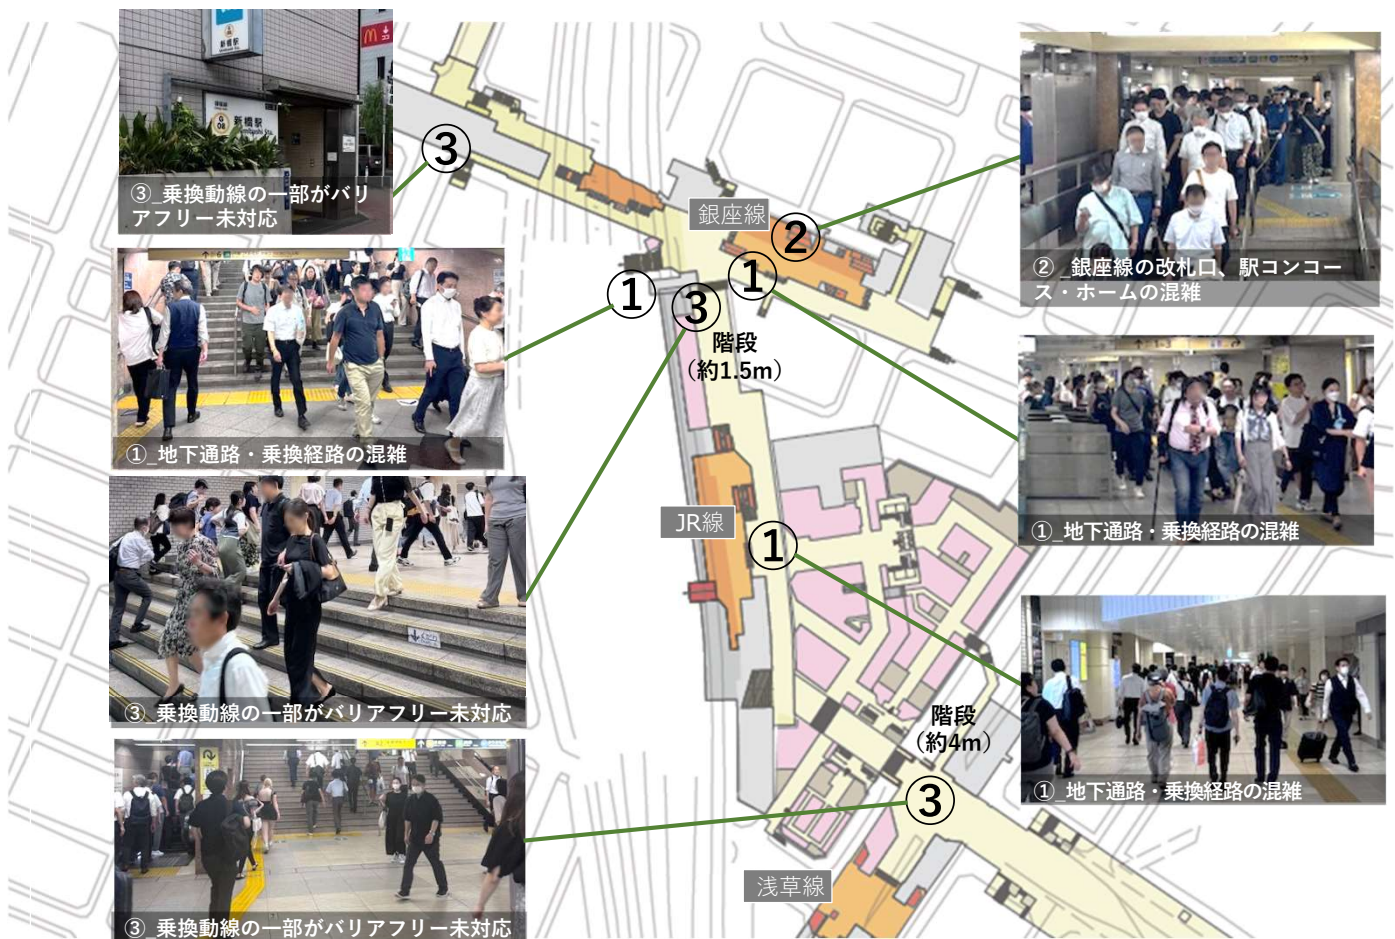 新橋駅
G
08
新橋駅
③_乗換動線の一部がバリ
アフリー未対応
③
銀座線
②
②_銀座線の改札口、駅コンコー
ス・ホームの混雑
①
①
③
階段
（約1.5m）
①_地下通路・乗換経路の混雑
①_地下通路・乗換経路の混雑
JR線
①
③_乗換動線の一部がバリアフリー未対応
階段
（約4m）
①_地下通路・乗換経路の混雑
③
浅草線
③_乗換動線の一部がバリアフリー未対応